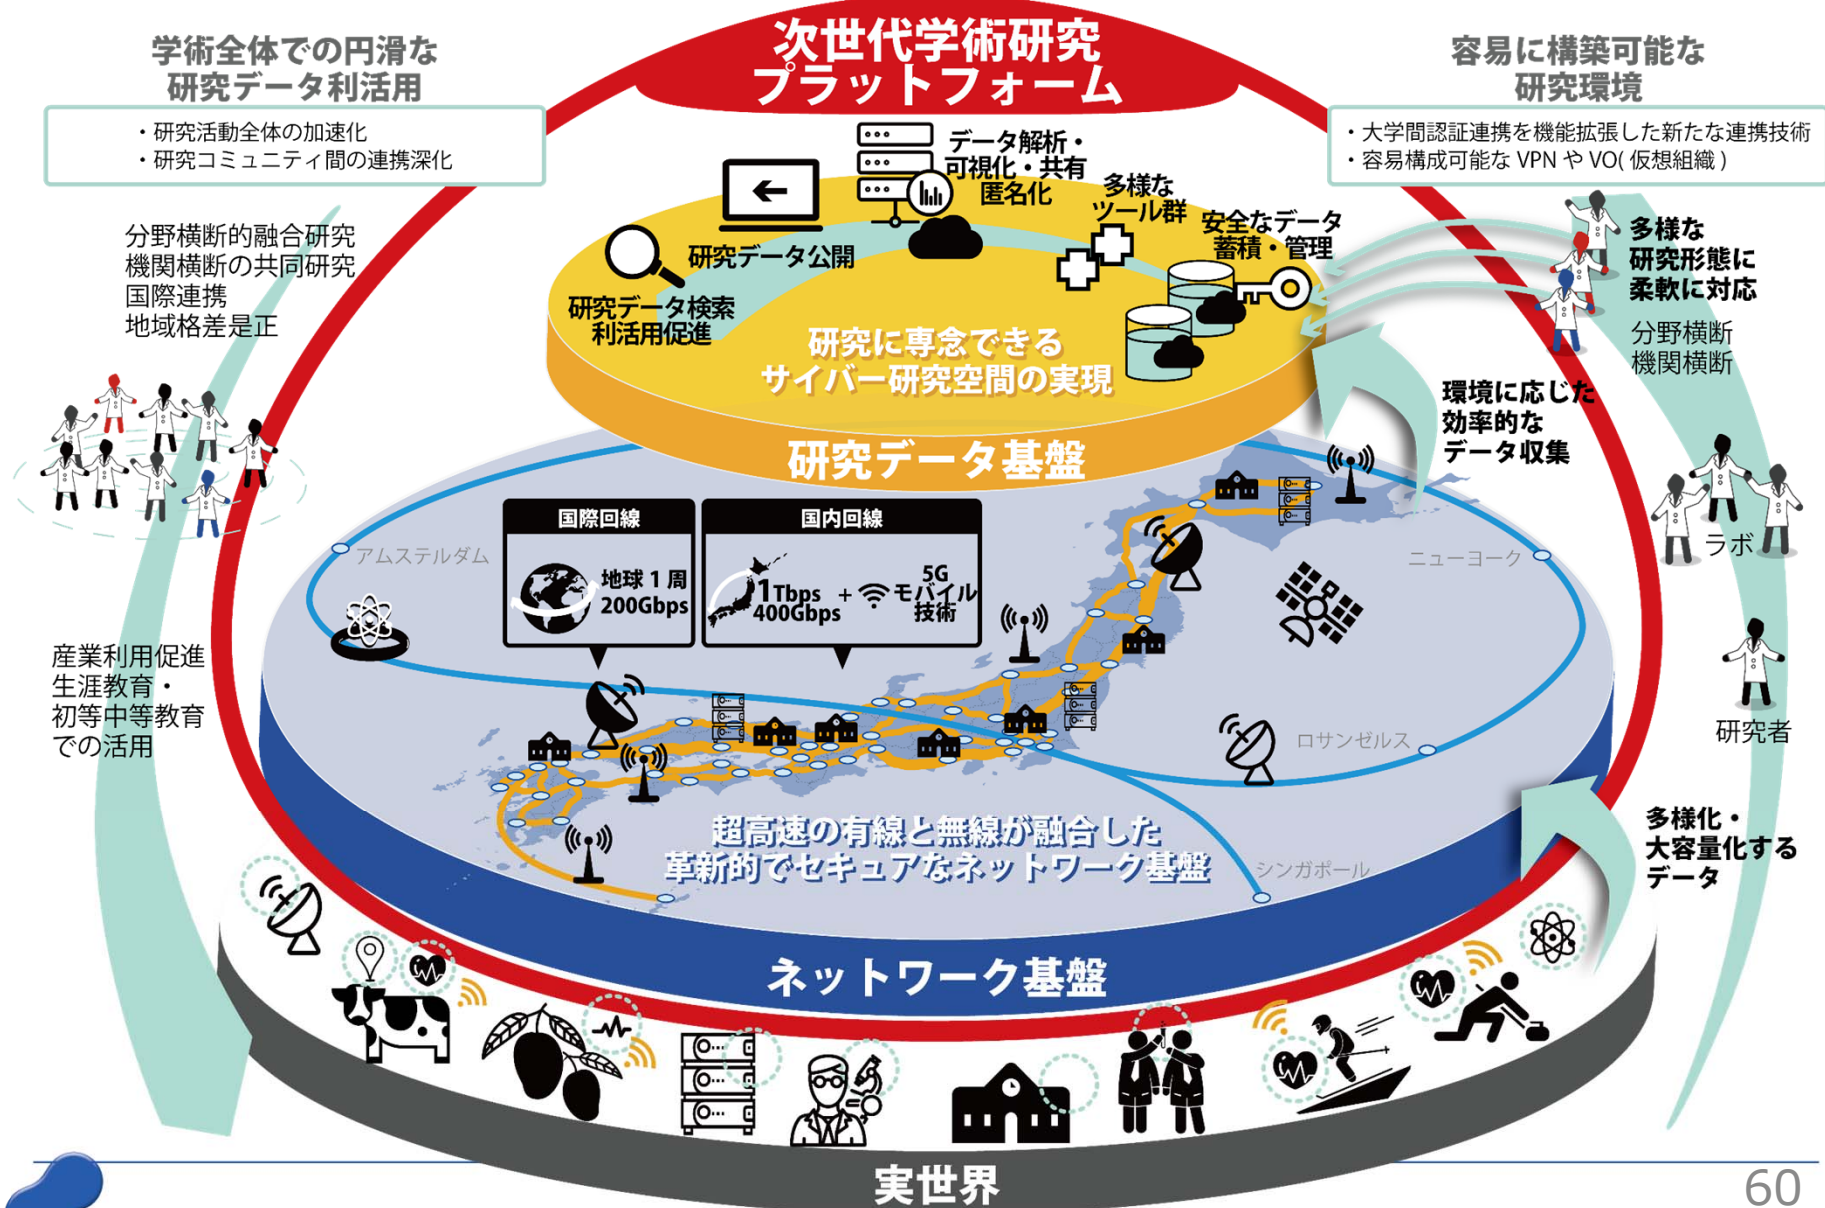 次世代学術研究
プラットフォーム
学術全体での円滑な
研究データ利活用
・研究活動全体の加速化
・研究コミュニティ間の連携深化
容易に構築可能な
研究環境
・大学間認証連携を機能拡張した新たな連携技術
・容易構成可能な VPN や VO( 仮想組織 )
分野横断的融合研究
機関横断の共同研究
国際連携
地域格差是正
産業利用促進
生涯教育・
初等中等教育
での活用
データ解析・
可視化・共有
匿名化
多様な
ツール群
安全なデータ
蓄積・管理
研究データ公開
研究データ検索
利活用促進
研究に専念できる
サイバー研究空間の実現
研究データ基盤
多様な
研究形態に
柔軟に対応
分野横断
機関横断
環境に応じた
効率的な
データ収集
ラボ
研究者
国際回線
地球 1 周
200Gbps
国内回線
1Tbps
400Gbps
+
5G
モバイル
技術
アムステルダム
ニューヨーク
ロサンゼルス
シンガポール
超高速の有線と無線が融合した
革新的でセキュアなネットワーク基盤
ネットワーク基盤
多様化・
大容量化する
データ
実世界
60